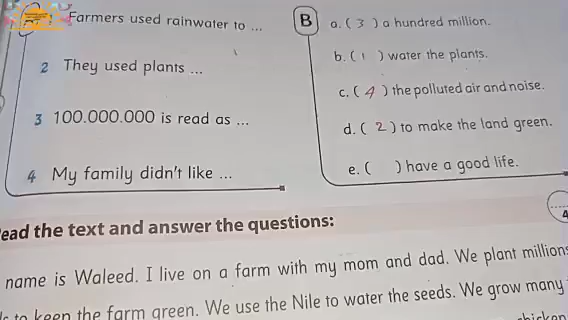 Farmers used rainwater to ...
2 They used plants ...
3 100.000.000 is read as ...
4 My family didn't like ...
B
a. ( 3 ) a hundred million.
b. ( 1 ) water the plants.
c. ( 4 ) the polluted air and noise.
d. ( 2 ) to make the land green.
e. ( ) have a good life.
ead the text and answer the questions:
4
name is Waleed. I live on a farm with my mom and dad. We plant millions
to keep the farm green. We use the Nile to water the seeds. We grow many
chicken